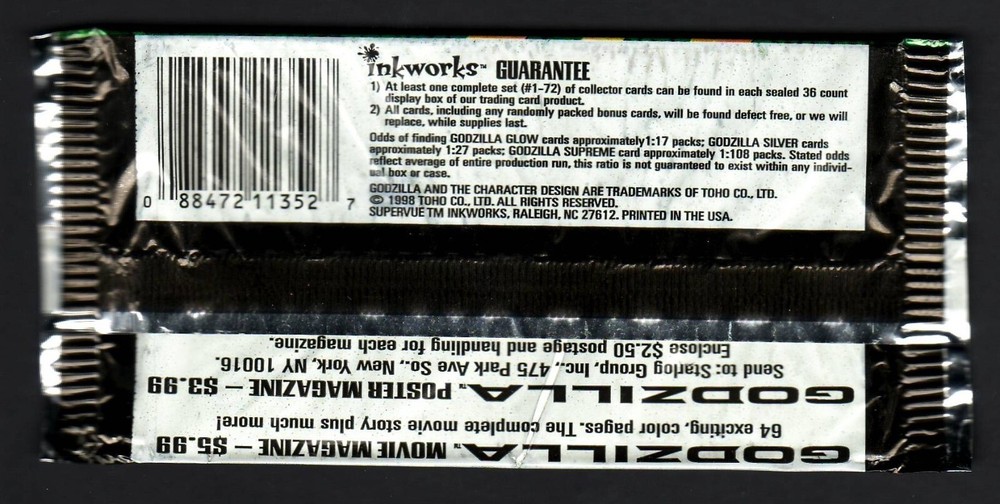 inkworks™ GUARANTEE
1) At least one complete set (#1-72) of collector cards can be found in each sealed 36 count
display box of our trading card product.
2) All cards, including any randomly packed bonus cards, will be found defect free, or we will
replace, while supplies last.
Odds of finding GODZILLA GLOW cards approximately1:17 packs; GODZILLA SILVER cards
approximately 1:27 packs; GODZILLA SUPREME card approximately 1:108 packs. Stated odds
reflect average of entire production run, this ratio is not guaranteed to exist within any individ-
ual box or case.
GODZILLA AND THE CHARACTER DESIGN ARE TRADEMARKS OF TOHO CO., LTD.
© 1998 TOHO CO., LTD. ALL RIGHTS RESERVED.
SUPERVUE™ INKWORKS, RALEIGH, NC 27612. PRINTED IN THE USA.
0 88472 11352 7
GODZILLA™ MOVIE MAGAZINE – $5.99
64 exciting, color pages. The complete movie story plus much more!
GODZILLA™ POSTER MAGAZINE – $3.99
Send to: Starlog Group, Inc., 475 Park Ave So., New York, NY 10016.
Enclose $2.50 postage and handling for each magazine.